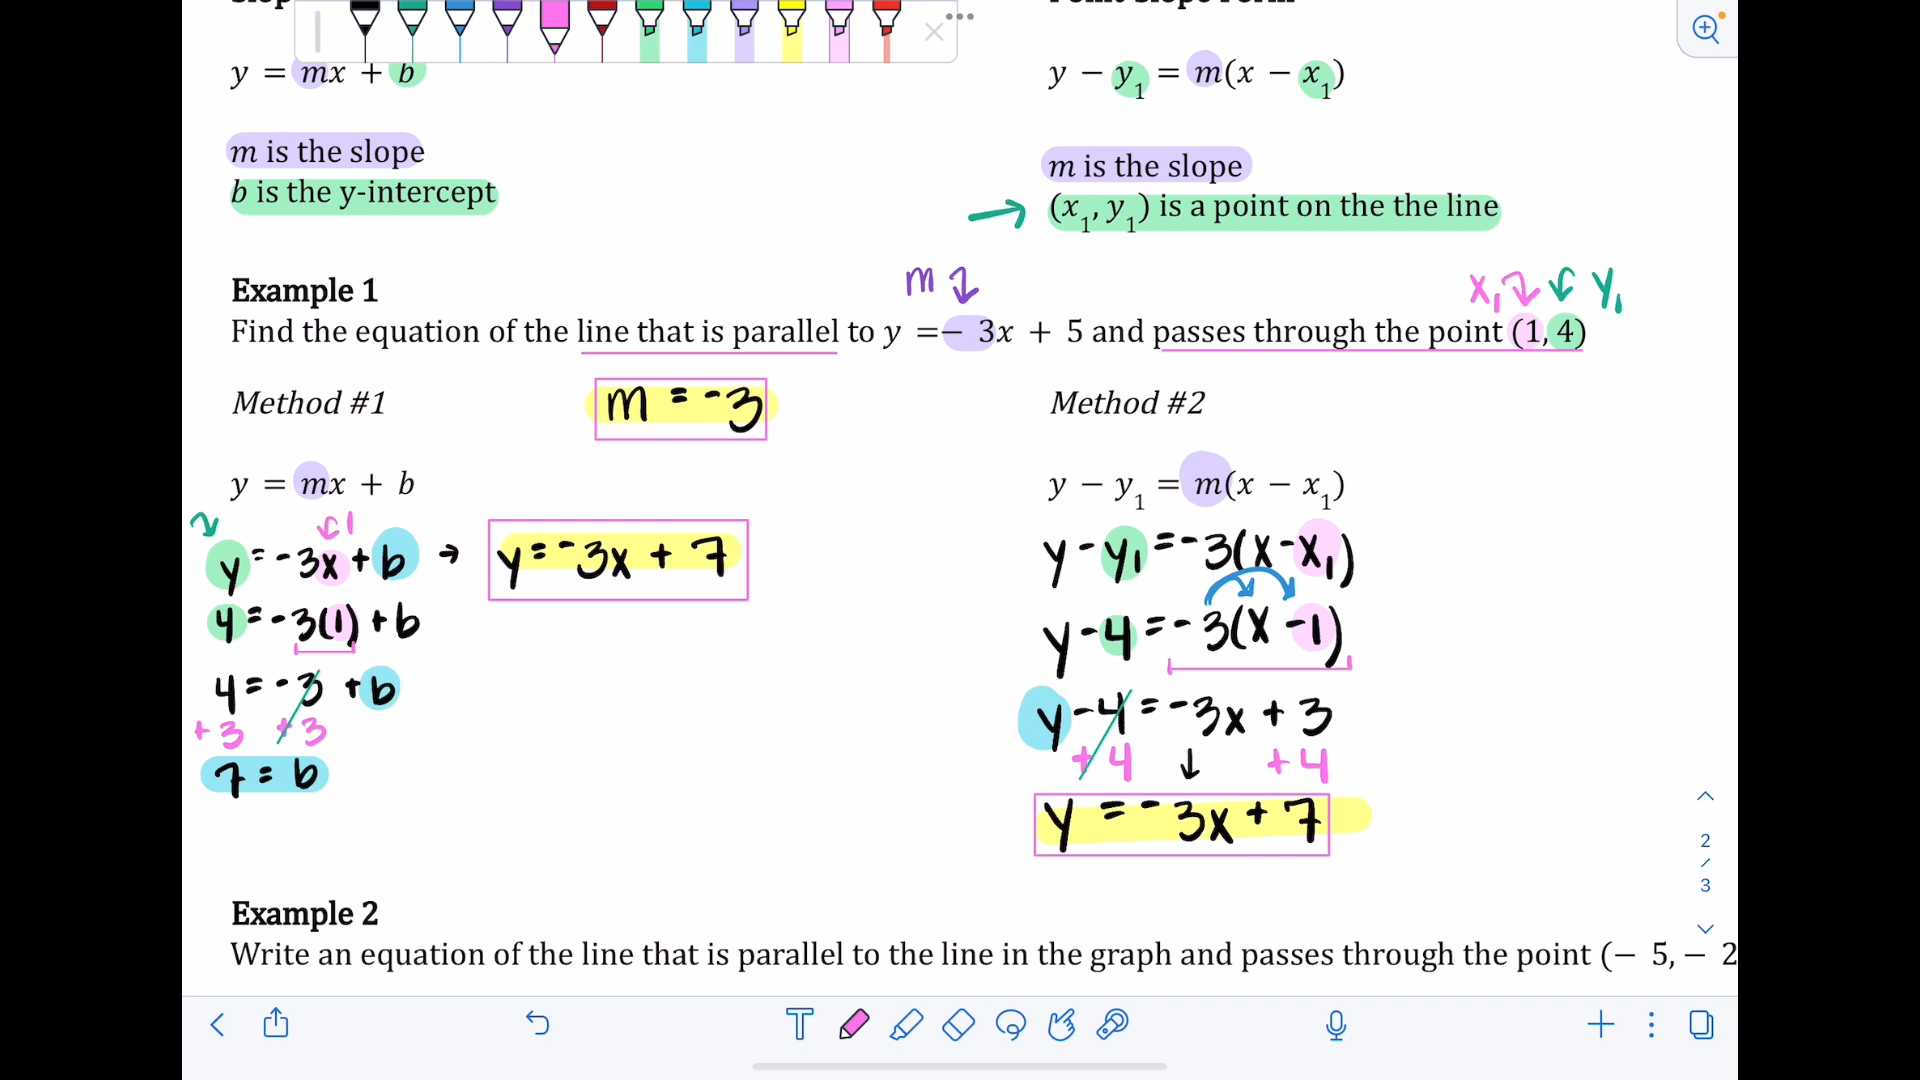 y = mx + b
y − y₁ = m(x − x₁)
m is the slope
b is the y-intercept
m is the slope
(x₁, y₁) is a point on the the line
Example 1
m
x₁ y₁
Find the equation of the line that is parallel to y = − 3x + 5 and passes through the point (1, 4)
Method #1
m = -3
y = mx + b
1
y = -3x + b → y = -3x + 7
4 = -3(1) + b
4 = -3 + b
+3 +3
7 = b
Method #2
y − y₁ = m(x − x₁)
y - y₁ = -3(x - x₁)
y - 4 = -3(x - 1)
y - 4 = -3x + 3
+ 4 ↓ + 4
y = -3x + 7
2
/
3
Example 2
Write an equation of the line that is parallel to the line in the graph and passes through the point (− 5, − 2
T